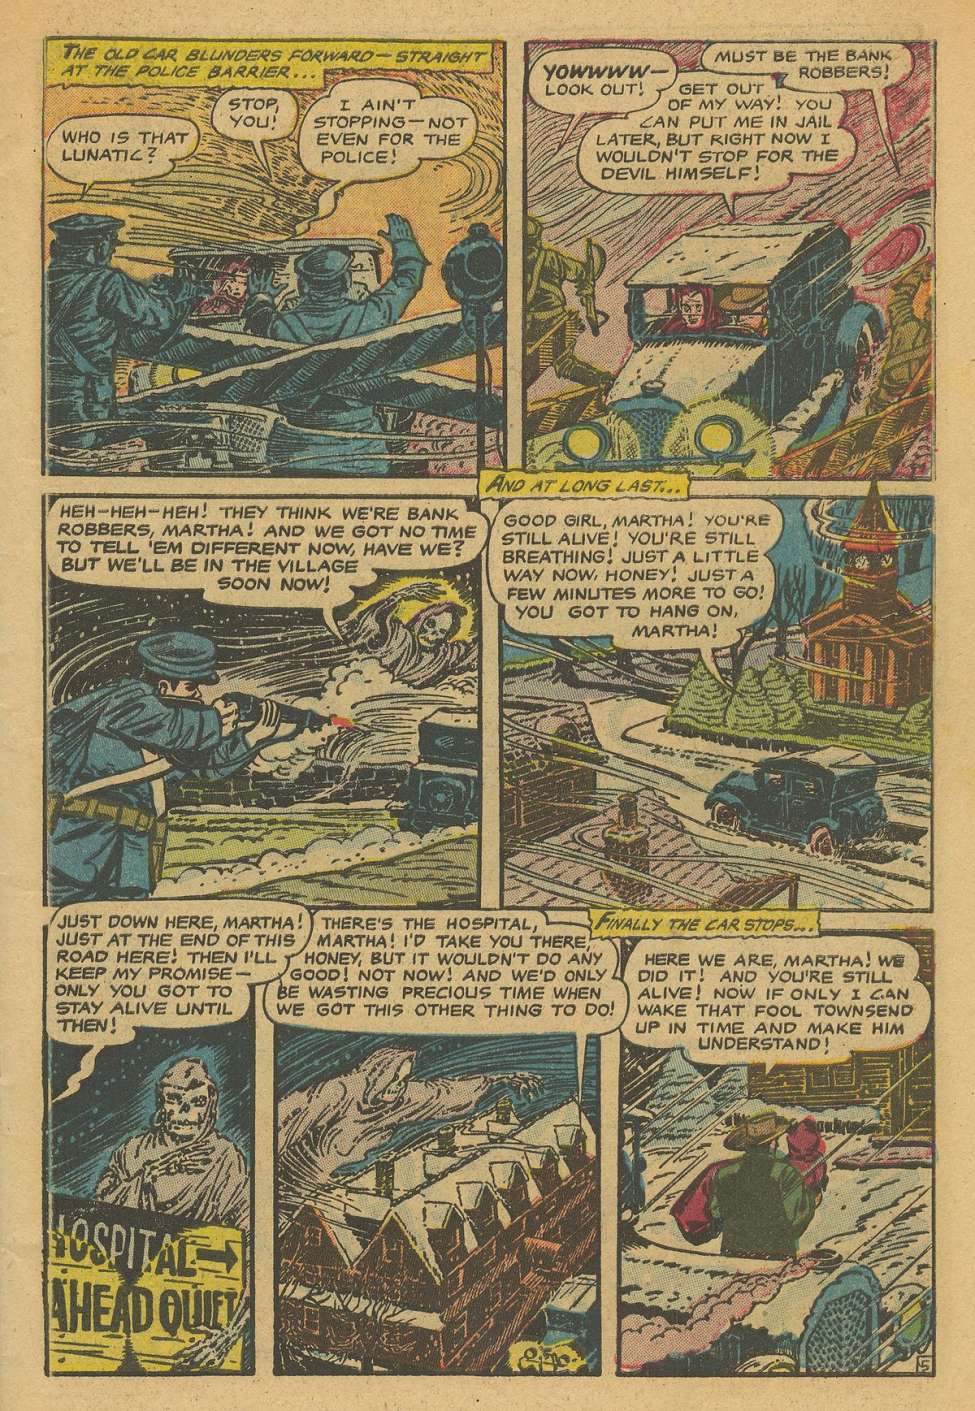 THE OLD CAR BLUNDERS FORWARD—STRAIGHT
AT THE POLICE BARRIER...
WHO IS THAT
LUNATIC?
STOP,
YOU!
I AIN'T
STOPPING—NOT
EVEN FOR THE
POLICE!
YOWWWW—
LOOK OUT!
GET OUT
OF MY WAY! YOU
CAN PUT ME IN JAIL
LATER, BUT RIGHT NOW I
WOULDN'T STOP FOR THE
DEVIL HIMSELF!
MUST BE THE BANK
ROBBERS!
HEH-HEH-HEH! THEY THINK WE'RE BANK
ROBBERS, MARTHA! AND WE GOT NO TIME
TO TELL 'EM DIFFERENT NOW, HAVE WE?
BUT WE'LL BE IN THE VILLAGE
SOON NOW!
AND AT LONG LAST...
GOOD GIRL, MARTHA! YOU'RE
STILL ALIVE! YOU'RE STILL
BREATHING! JUST A LITTLE
WAY NOW, HONEY! JUST A
FEW MINUTES MORE TO GO!
YOU GOT TO HANG ON,
MARTHA!
JUST DOWN HERE, MARTHA!
JUST AT THE END OF THIS
ROAD HERE! THEN I'LL
KEEP MY PROMISE—
ONLY YOU GOT TO
STAY ALIVE UNTIL
THEN!
HOSPITAL
AHEAD QUIET
THERE'S THE HOSPITAL,
MARTHA! I'D TAKE YOU THERE,
HONEY, BUT IT WOULDN'T DO ANY
GOOD! NOT NOW! AND WE'D ONLY
BE WASTING PRECIOUS TIME WHEN
WE GOT THIS OTHER THING TO DO!
FINALLY THE CAR STOPS...
HERE WE ARE, MARTHA! WE
DID IT! AND YOU'RE STILL
ALIVE! NOW IF ONLY I CAN
WAKE THAT FOOL TOWNSEND
UP IN TIME AND MAKE HIM
UNDERSTAND!
5